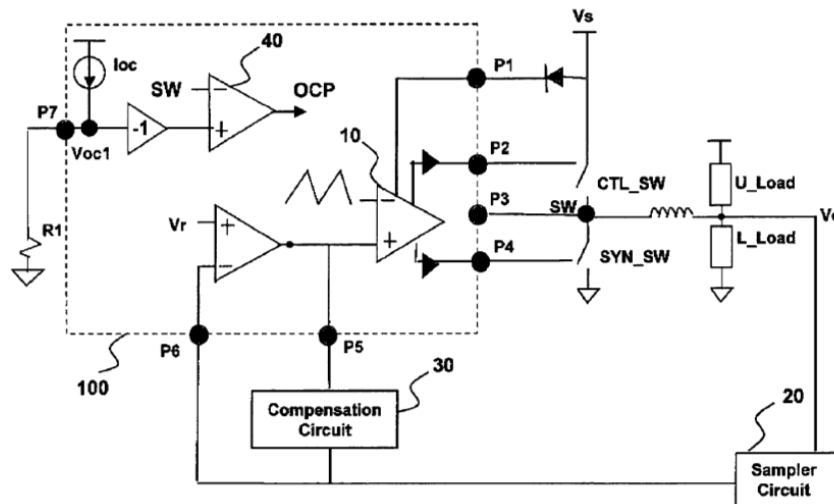 Vs
40
Ioc
SW
OCP
P1
P7
-1
Voc1
10
P2
CTL_SW
U_Load
P3
SW
Vr
R1
P4
SYN_SW
L_Load
P6
P5
100
30
Compensation
Circuit
20
Sampler
Circuit